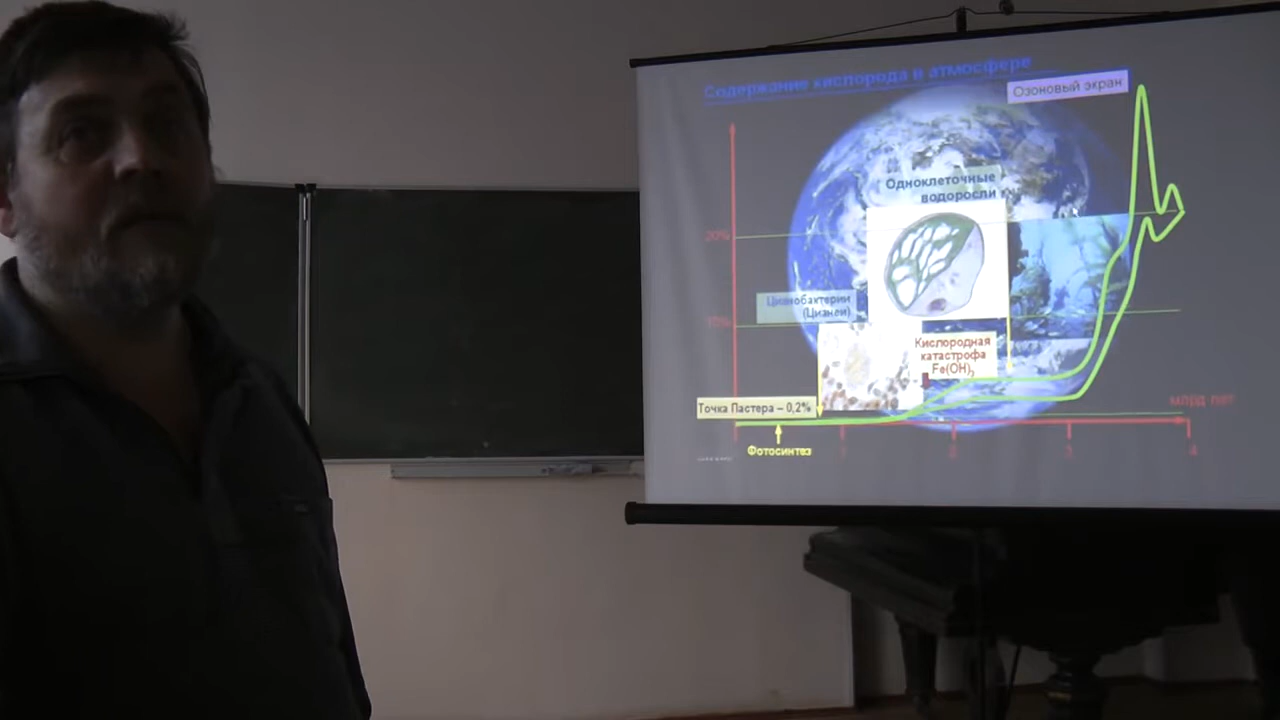 Содержание кислорода в атмосфере
Озоновый экран
Одноклеточные
водоросли
20%
Цианобактерии
(Цианеи)
10%
Кислородная
катастрофа
Fe(OH)3
Точка Пастера – 0,2%
млрд лет
Фотосинтез
1
2
3
4